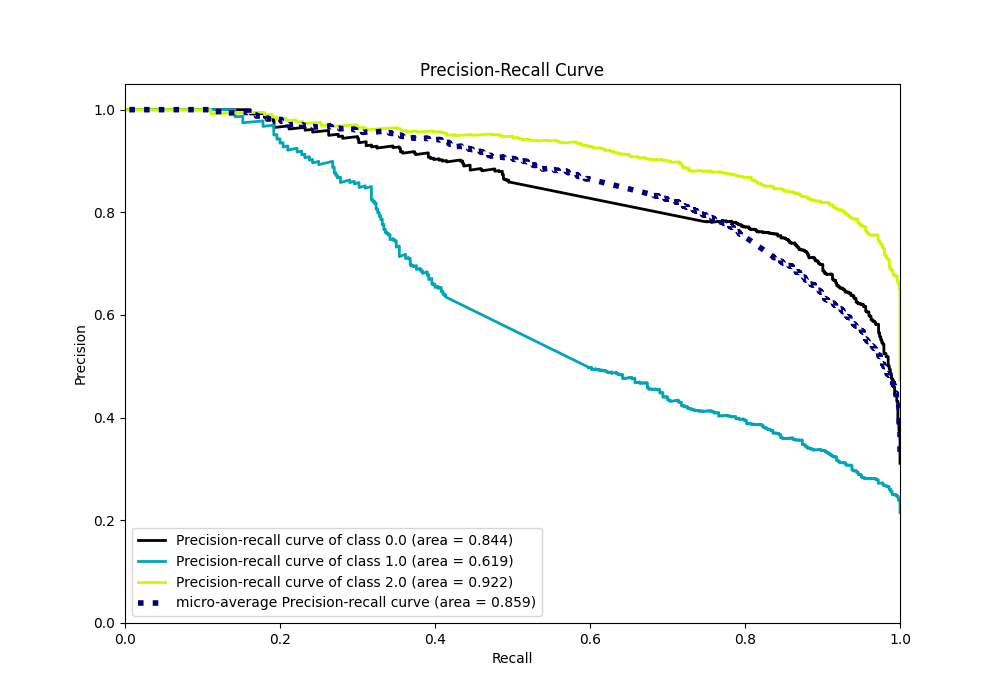 Precision-Recall Curve
1.0
0.8
0.6
0.4
0.2
0.0
Precision
Precision-recall curve of class 0.0 (area = 0.844)
Precision-recall curve of class 1.0 (area = 0.619)
Precision-recall curve of class 2.0 (area = 0.922)
micro-average Precision-recall curve (area = 0.859)
0.0 0.2 0.4 0.6 0.8 1.0
Recall